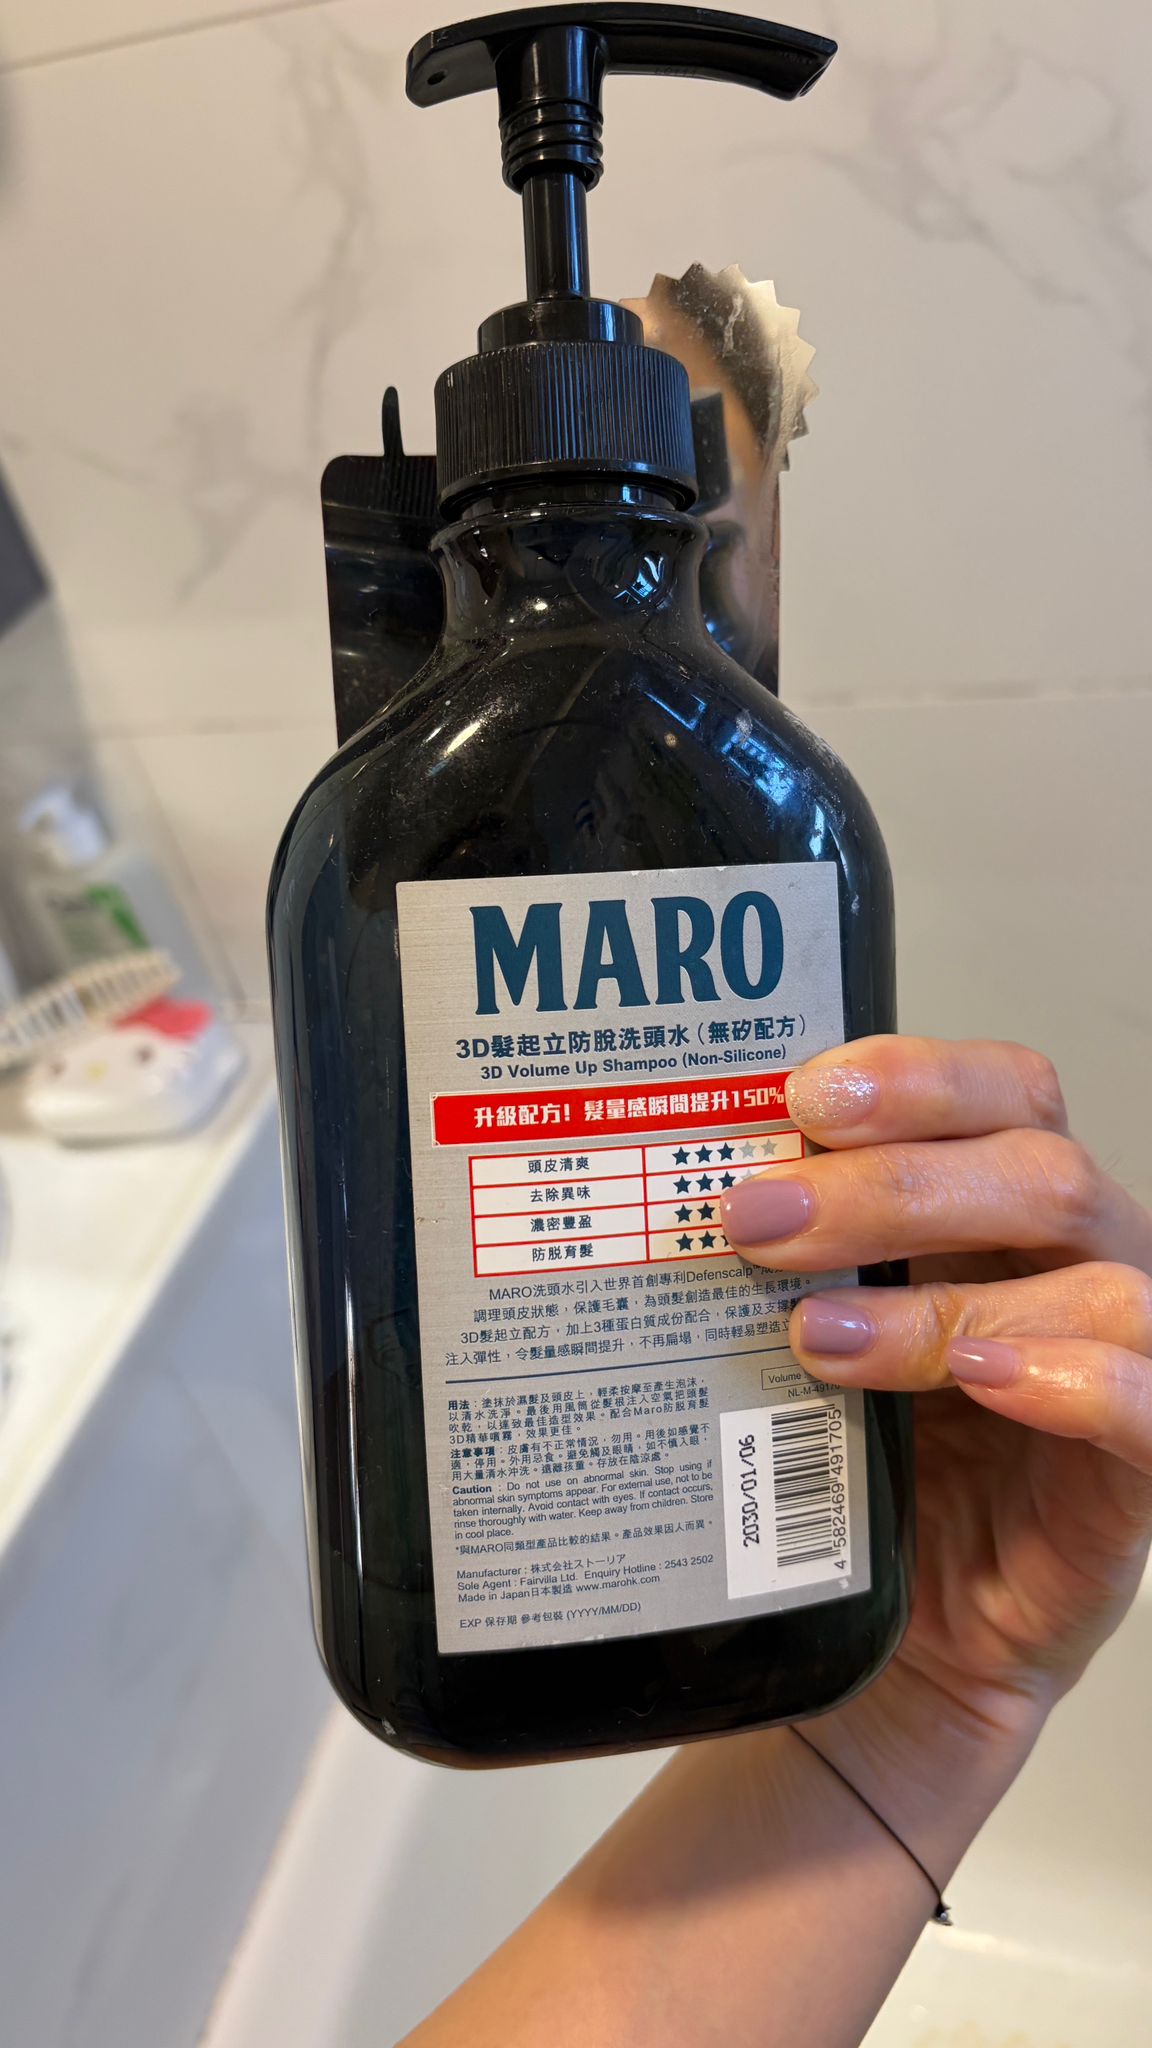 MARO
3D髮起立防脫洗頭水（無矽配方）
3D Volume Up Shampoo (Non-Silicone)
升級配方！髮量感瞬間提升150%
頭皮清爽 ★★★★★
去除異味 ★★★
濃密豐盈 ★★
防脫育髮 ★★
MARO洗頭水引入世界首創專利Defenscalp™成
調理頭皮狀態，保護毛囊，為頭髮創造最佳的生長環境。
3D髮起立配方，加上3種蛋白質成份配合，保護及支撐
注入彈性，令髮量感瞬間提升，不再扁塌，同時輕易塑造立
Volume
NL-M-4917
用法：塗抹於濕髮及頭皮上，輕柔按摩至產生泡沫，
以清水洗淨。最後用風筒從髮根注入空氣把頭髮
吹乾，以達致最佳造型效果。配合Maro防脫育髮
3D精華噴霧，效果更佳。
注意事項：皮膚有不正常情況，勿用。用後如感覺不
適，停用。外用忌食。避免觸及眼睛，如不慎入眼，
用大量清水沖洗。遠離孩童。存放在陰涼處。
Caution : Do not use on abnormal skin. Stop using if
abnormal skin symptoms appear. For external use, not to be
taken internally. Avoid contact with eyes. If contact occurs,
rinse thoroughly with water. Keep away from children. Store
in cool place.
*與MARO同類型產品比較的結果。產品效果因人而異。
Manufacturer : 株式会社ストーリア
Sole Agent : Fairvilla Ltd. Enquiry Hotline : 2543 2502
Made in Japan日本製造 www.marohk.com
EXP 保存期 參考包裝 (YYYY/MM/DD)
2030/01/06
4 582469 491705